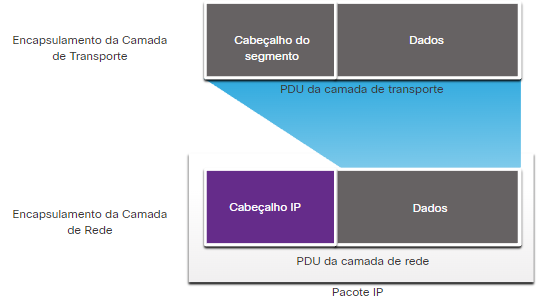 Encapsulamento da Camada
de Transporte
Cabeçalho do
segmento
Dados
PDU da camada de transporte
Encapsulamento da Camada
de Rede
Cabeçalho IP
Dados
PDU da camada de rede
Pacote IP